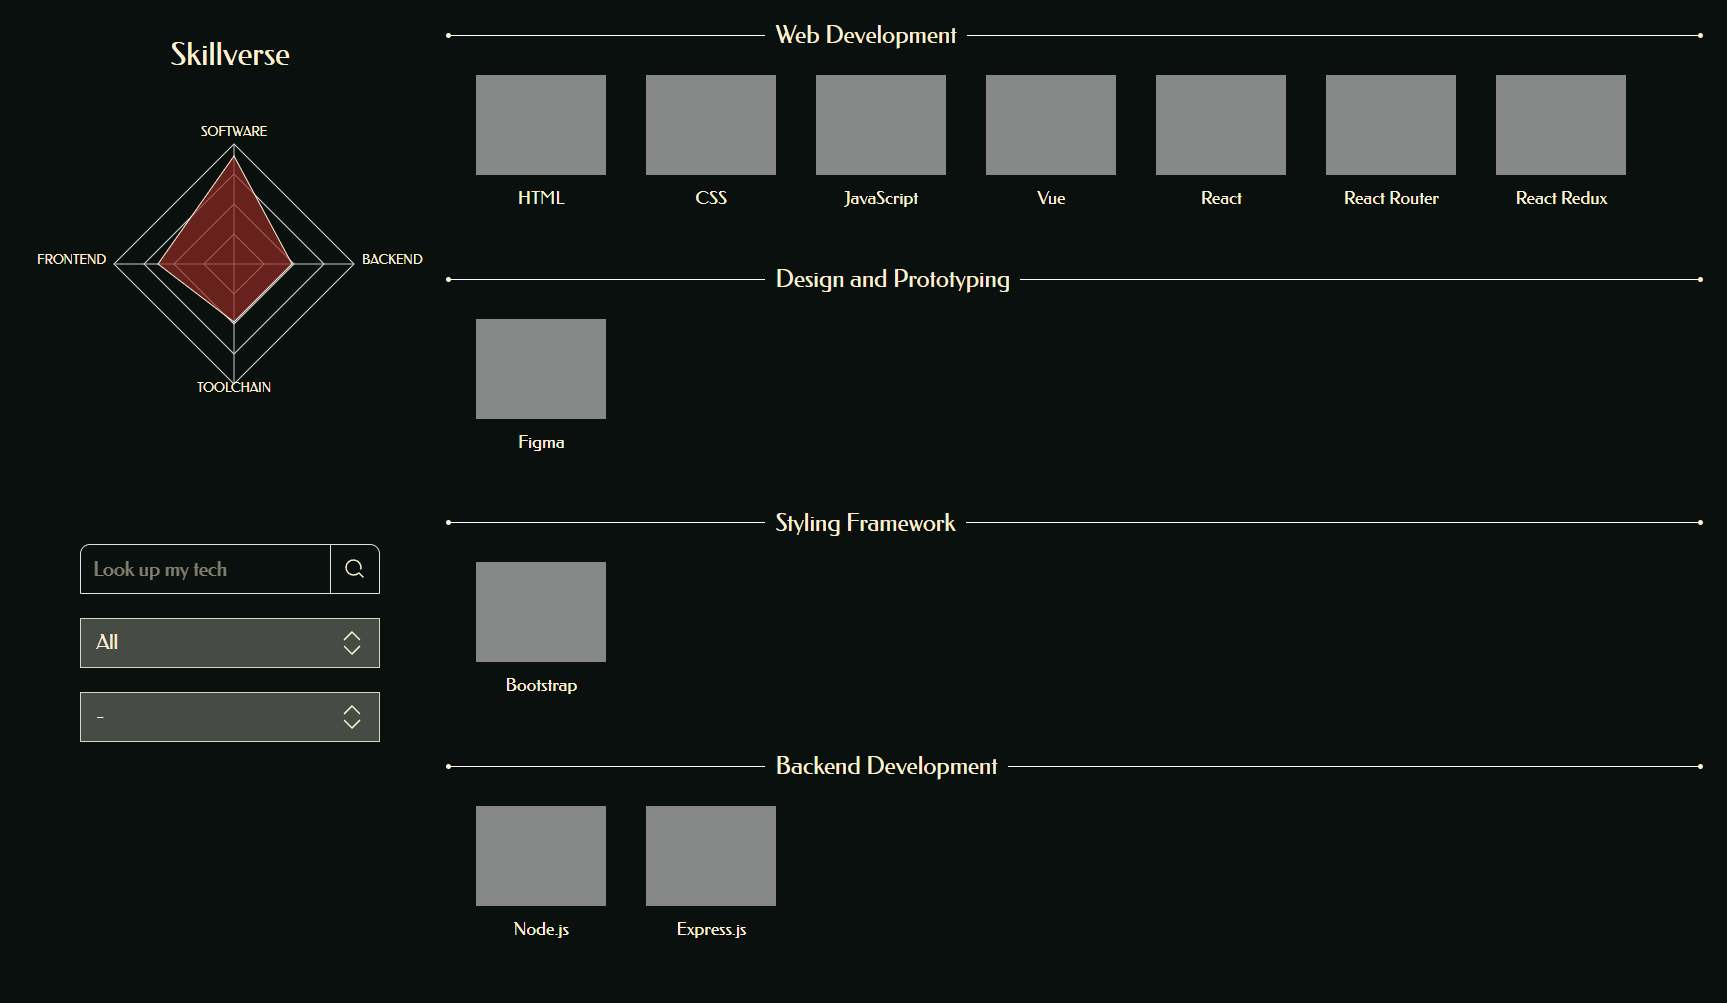 Skillverse
SOFTWARE
FRONTEND
BACKEND
TOOLCHAIN
Look up my tech
All
-
Web Development
HTML
CSS
JavaScript
Vue
React
React Router
React Redux
Design and Prototyping
Figma
Styling Framework
Bootstrap
Backend Development
Node.js
Express.js